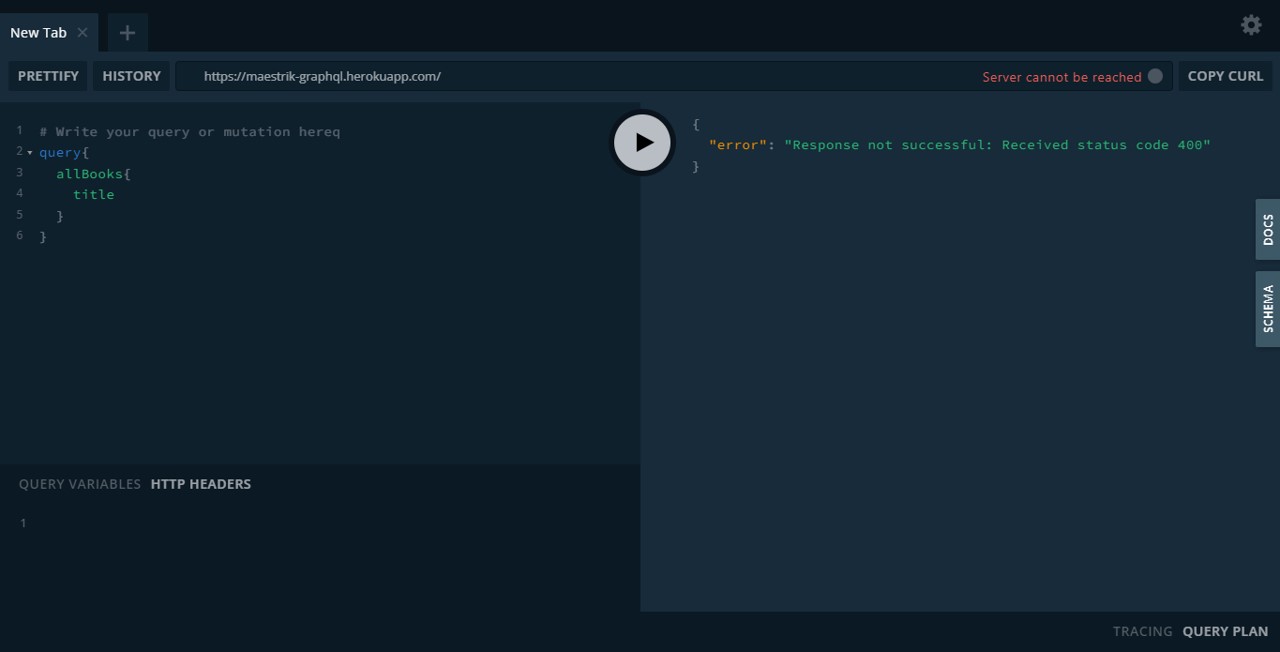 New Tab
PRETTIFY HISTORY https://maestrik-graphql.herokuapp.com/ Server cannot be reached COPY CURL
1 # Write your query or mutation hereq
2 query{
3 allBooks{
4 title
5 }
6 }
{
"error": "Response not successful: Received status code 400"
}
DOCS
SCHEMA
QUERY VARIABLES HTTP HEADERS
1
TRACING QUERY PLAN